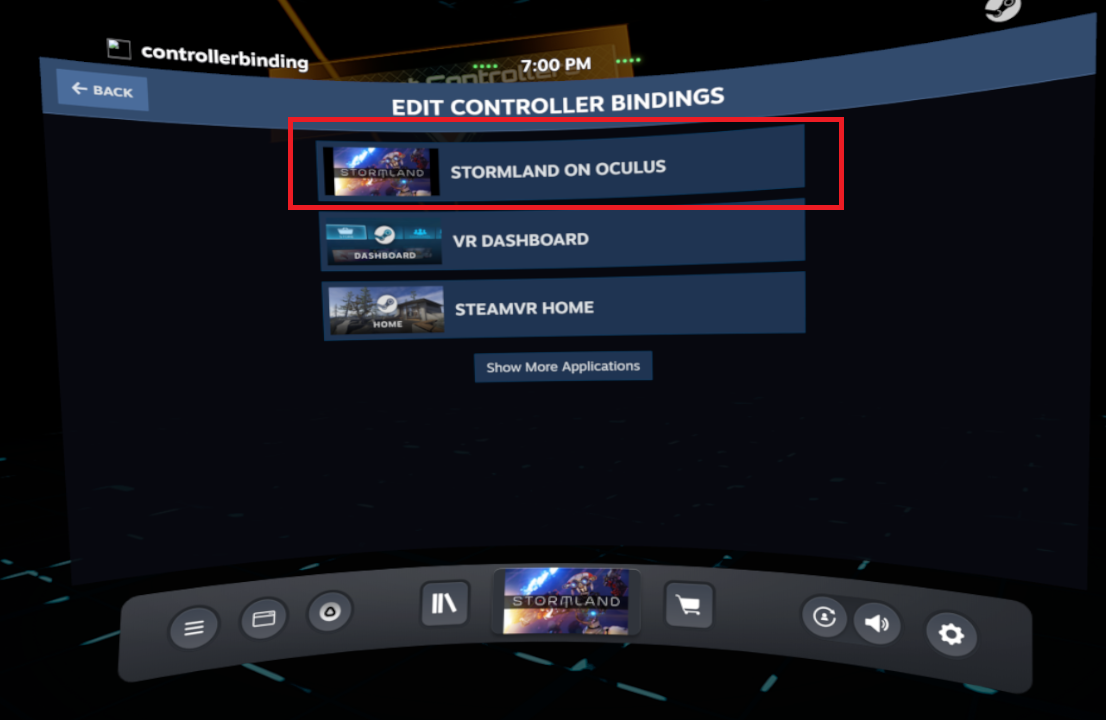 controllerbinding
7:00 PM
← BACK
EDIT CONTROLLER BINDINGS
STORMLAND
STORMLAND ON OCULUS
DASHBOARD
VR DASHBOARD
HOME
STEAMVR HOME
Show More Applications
STORMLAND